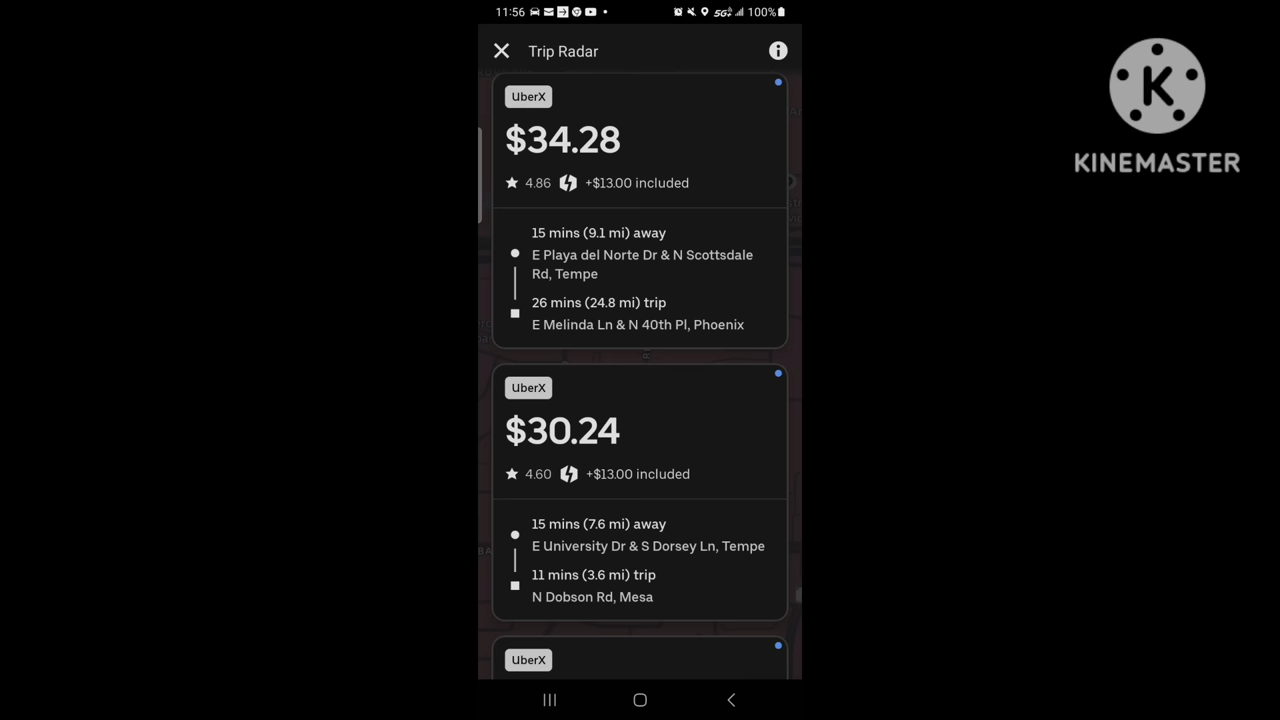 11:56
5G+ 100%
Trip Radar
UberX
$34.28
4.86 +$13.00 included
15 mins (9.1 mi) away
E Playa del Norte Dr & N Scottsdale
Rd, Tempe
26 mins (24.8 mi) trip
E Melinda Ln & N 40th Pl, Phoenix
UberX
$30.24
4.60 +$13.00 included
15 mins (7.6 mi) away
E University Dr & S Dorsey Ln, Tempe
11 mins (3.6 mi) trip
N Dobson Rd, Mesa
UberX
K
KINEMASTER